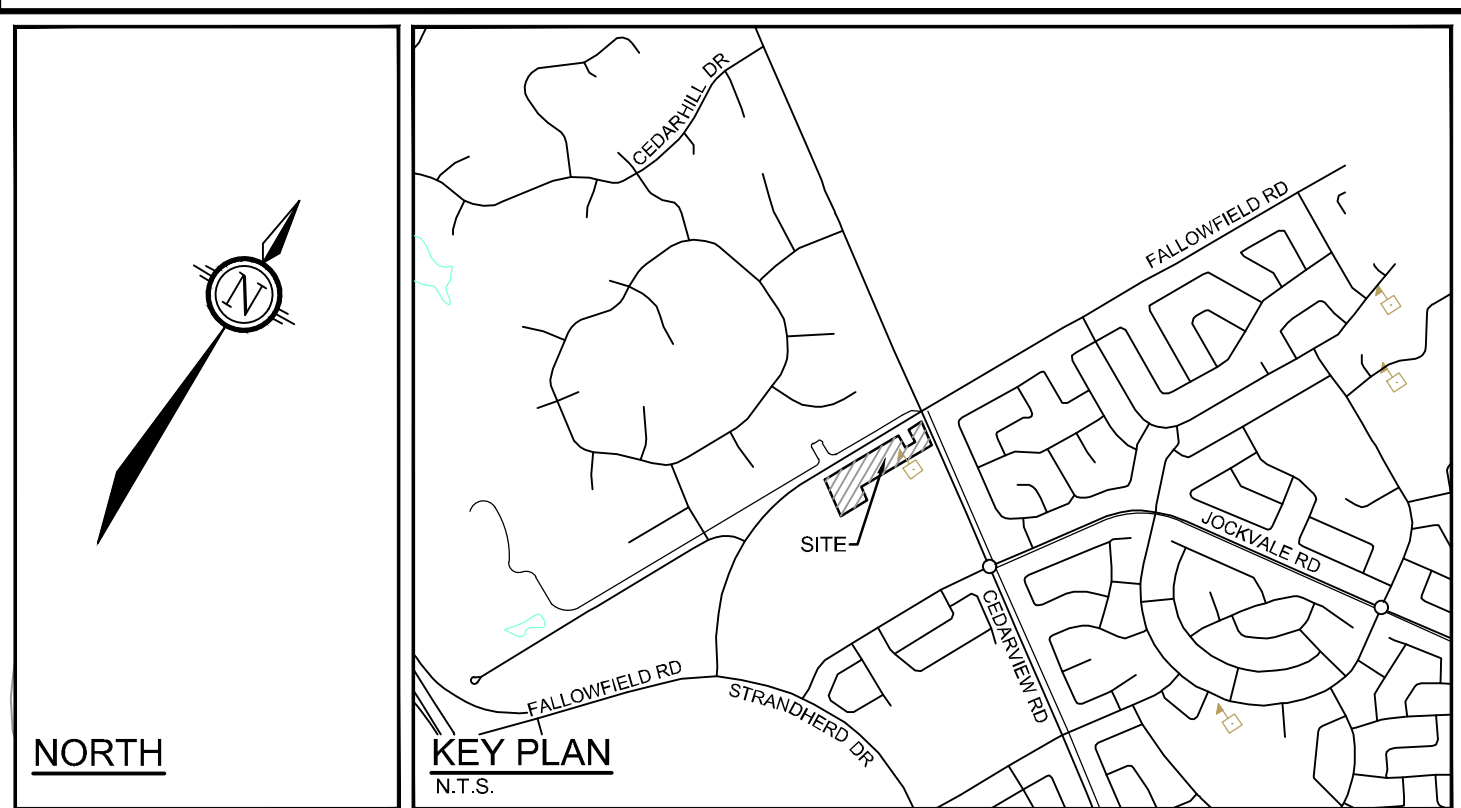 N
NORTH
CEDARHILL DR
FALLOWFIELD RD
SITE
JOCKVALE RD
CEDARVIEW RD
FALLOWFIELD RD
STRANDHERD DR
KEY PLAN
N.T.S.